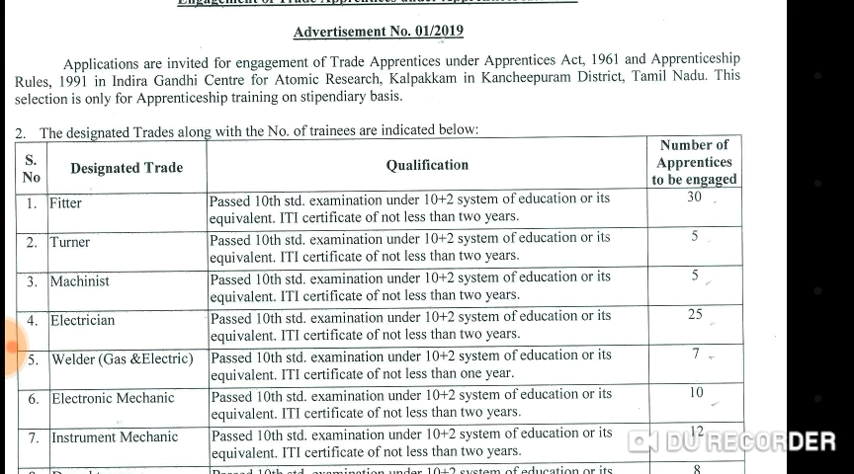 Advertisement No. 01/2019
Applications are invited for engagement of Trade Apprentices under Apprentices Act, 1961 and Apprenticeship
Rules, 1991 in Indira Gandhi Centre for Atomic Research, Kalpakkam in Kancheepuram District, Tamil Nadu. This
selection is only for Apprenticeship training on stipendiary basis.
2. The designated Trades along with the No. of trainees are indicated below:
S. No Designated Trade Qualification Number of Apprentices to be engaged
1. Fitter Passed 10th std. examination under 10+2 system of education or its 30
equivalent. ITI certificate of not less than two years.
2. Turner Passed 10th std. examination under 10+2 system of education or its 5
equivalent. ITI certificate of not less than two years.
3. Machinist Passed 10th std. examination under 10+2 system of education or its 5
equivalent. ITI certificate of not less than two years.
4. Electrician Passed 10th std. examination under 10+2 system of education or its 25
equivalent. ITI certificate of not less than two years.
5. Welder (Gas &Electric) Passed 10th std. examination under 10+2 system of education or its 7
equivalent. ITI certificate of not less than one year.
6. Electronic Mechanic Passed 10th std. examination under 10+2 system of education or its 10
equivalent. ITI certificate of not less than two years.
7. Instrument Mechanic Passed 10th std. examination under 10+2 system of education or its 12
equivalent. ITI certificate of not less than two years.
DU RECORDER
10th std. examination under 10+2 system of education or its 8